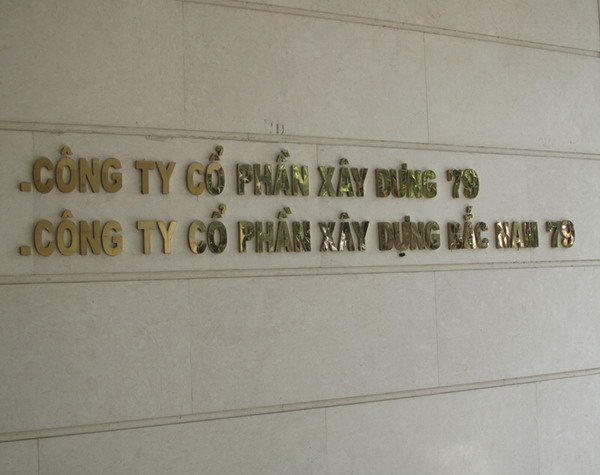 .CÔNG TY CỔ PHẦN XÂY DỰNG '79
.CÔNG TY CỔ PHẦN XÂY DỰNG BẮC NAM '79